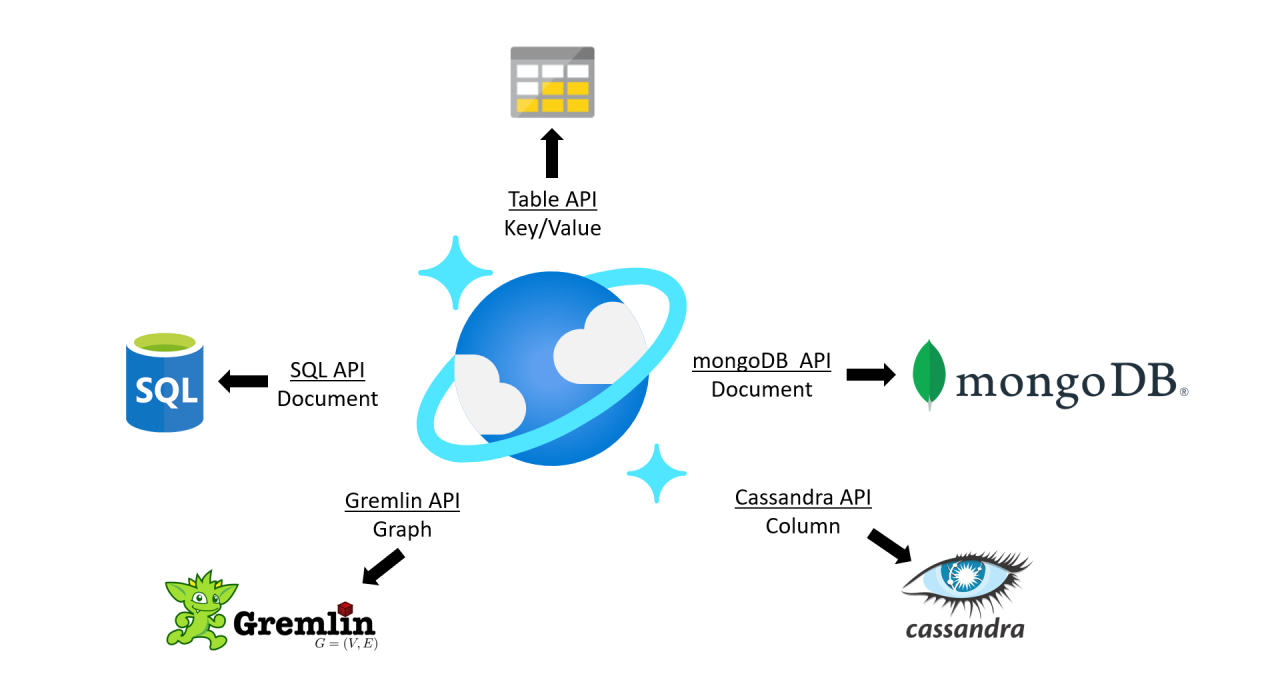 Table API
Key/Value
SQL API
Document
SQL
mongoDB  API
Document
mongoDB®
Gremlin API
Graph
Gremlin
G = (V, E)
Cassandra API
Column
cassandra